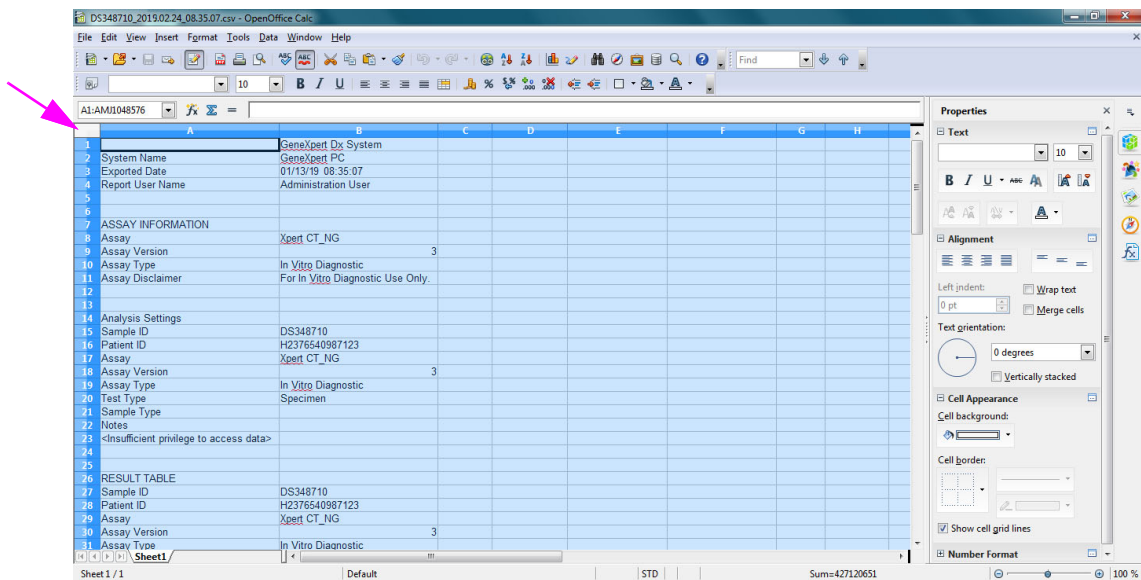 DS348710_2019.02.24_08.35.07.csv - OpenOffice Calc
File Edit View Insert Format Tools Data Window Help
Find
10
A1:AMJ1048576
A B C D E F G H
1 GeneXpert Dx System
2 System Name GeneXpert PC
3 Exported Date 01/13/19 08:35:07
4 Report User Name Administration User
5
6
7 ASSAY INFORMATION
8 Assay Xpert CT_NG
9 Assay Version 3
10 Assay Type In Vitro Diagnostic
11 Assay Disclaimer For In Vitro Diagnostic Use Only.
12
13
14 Analysis Settings
15 Sample ID DS348710
16 Patient ID H2376540987123
17 Assay Xpert CT_NG
18 Assay Version 3
19 Assay Type In Vitro Diagnostic
20 Test Type Specimen
21 Sample Type
22 Notes
23 <Insufficient privilege to access data>
24
25
26 RESULT TABLE
27 Sample ID DS348710
28 Patient ID H2376540987123
29 Assay Xpert CT_NG
30 Assay Version 3
31 Assay Type In Vitro Diagnostic
Sheet1
Sheet 1 / 1 Default STD Sum=427120651 100 %
Properties
Text
10
Alignment
Left indent:
Wrap text
0 pt
Merge cells
Text orientation:
0 degrees
Vertically stacked
Cell Appearance
Cell background:
Cell border:
Show cell grid lines
Number Format